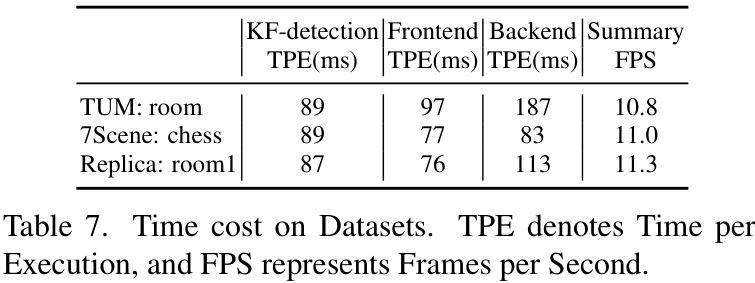 KF-detection Frontend Backend Summary
TPE(ms) TPE(ms) TPE(ms) FPS
TUM: room 89 97 187 10.8
7Scene: chess 89 77 83 11.0
Replica: room1 87 76 113 11.3
Table 7. Time cost on Datasets. TPE denotes Time per
Execution, and FPS represents Frames per Second.